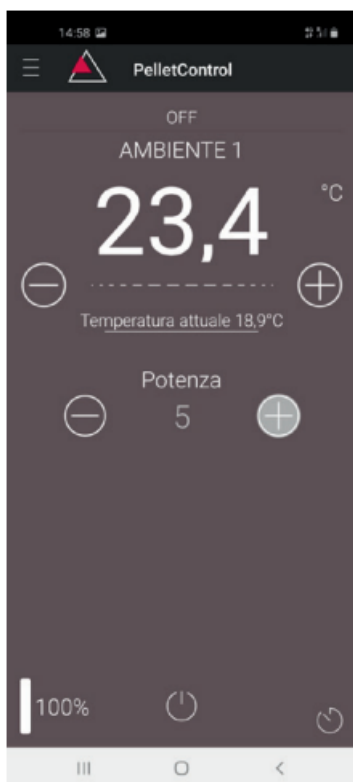 14:58
PelletControl
OFF
AMBIENTE 1
23,4 °C
Temperatura attuale 18,9°C
Potenza
5
100%